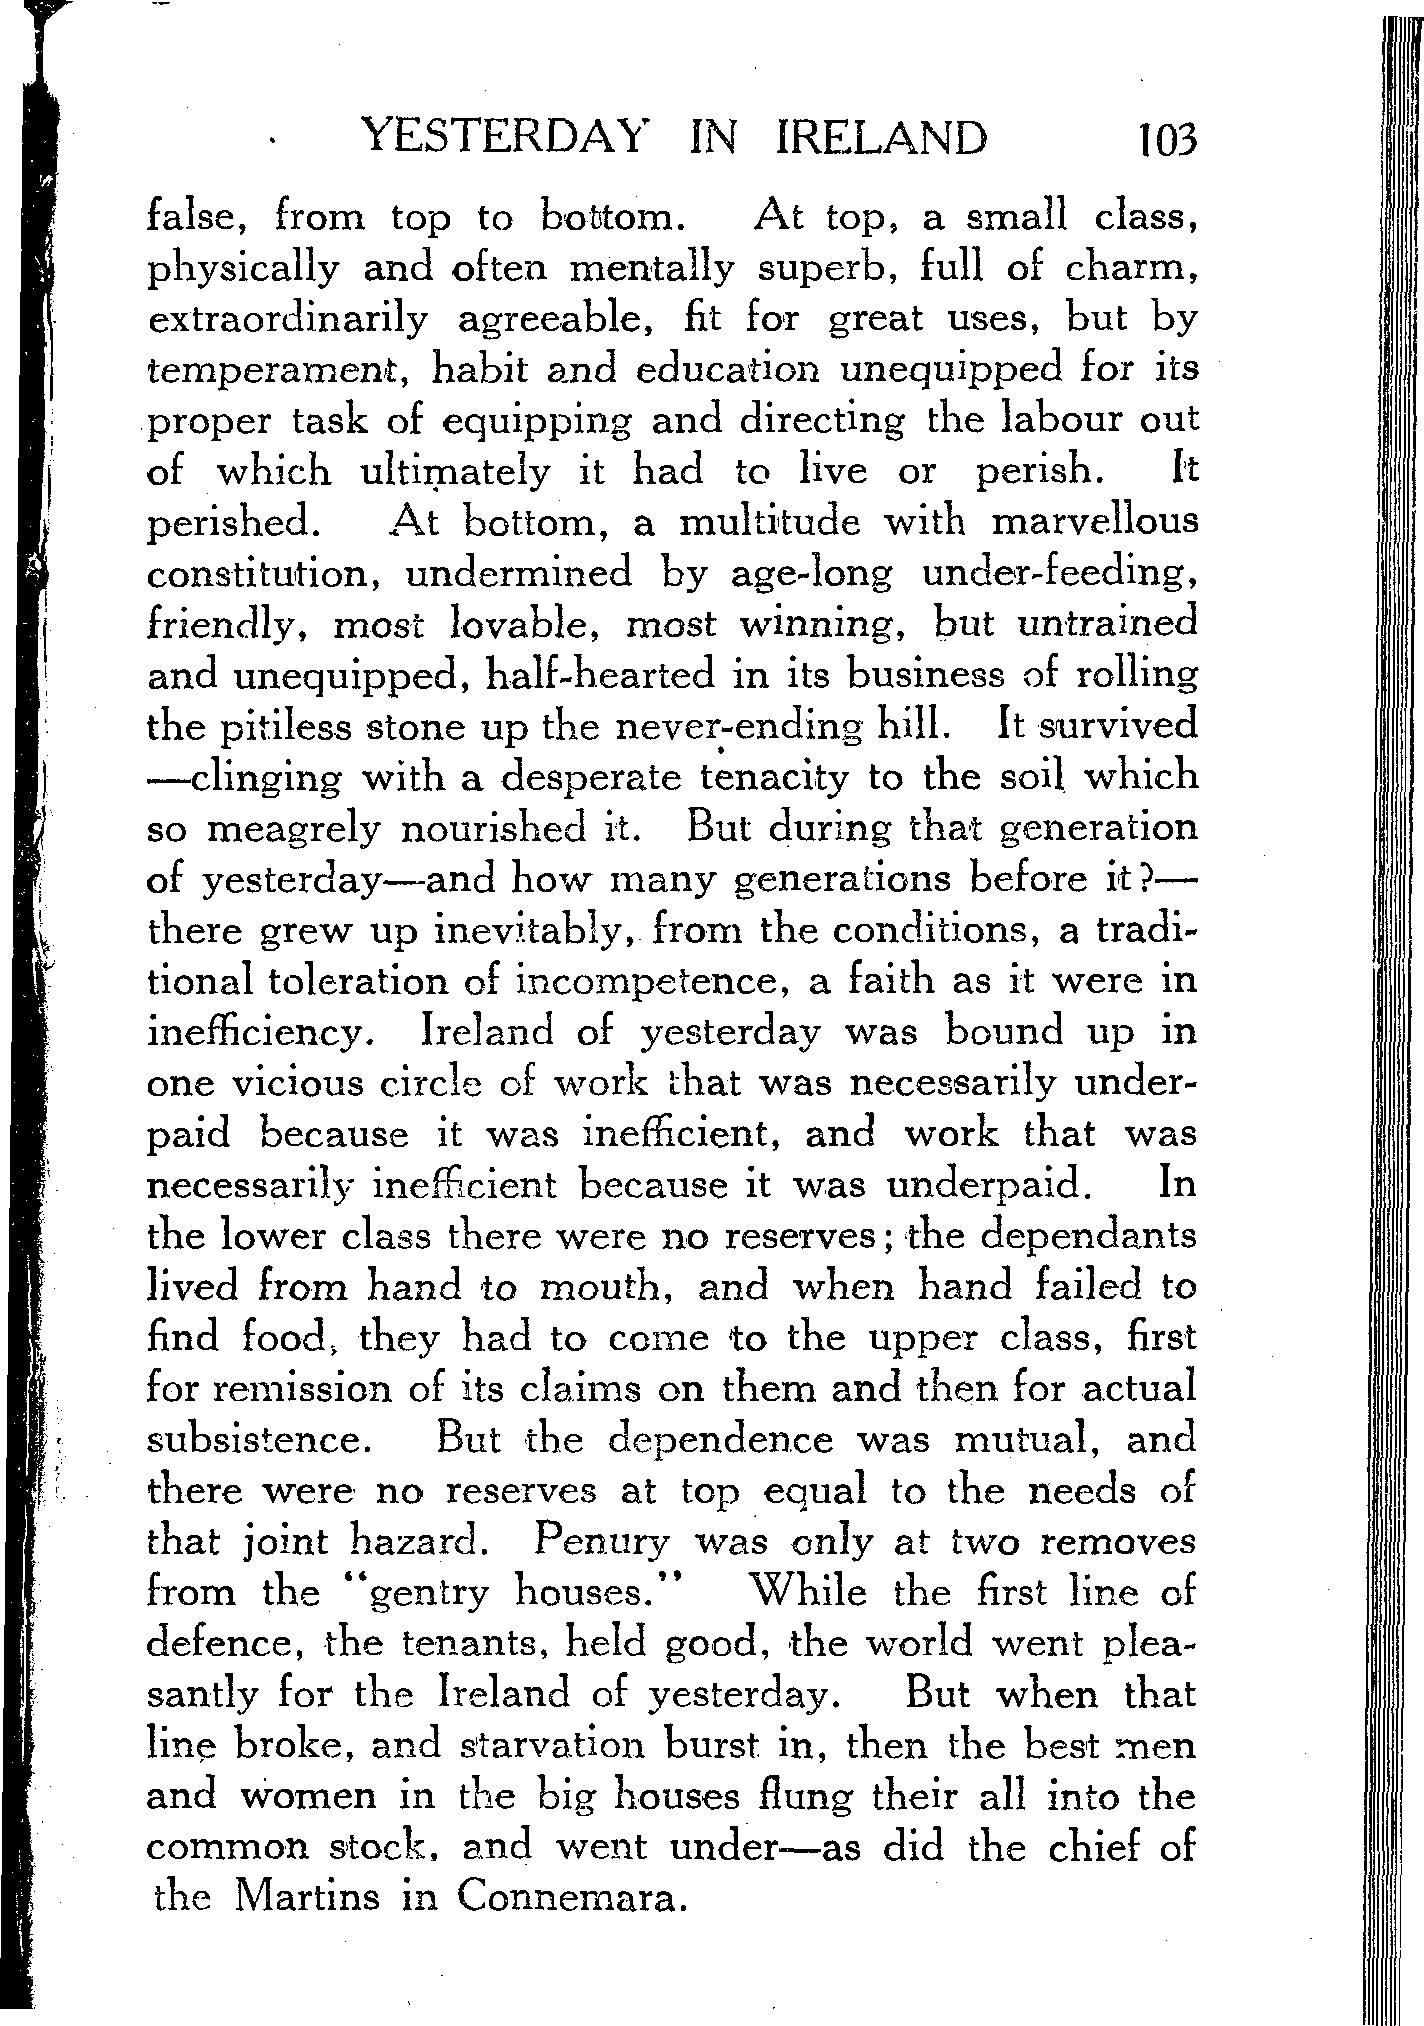 YESTERDAY IN IRELAND 103
false, from top to bottom. At top, a small class,
physically and often mentally superb, full of charm,
extraordinarily agreeable, fit for great uses, but by
temperament, habit and education unequipped for its
proper task of equipping and directing the labour out
of which ultimately it had to live or perish. It
perished. At bottom, a multitude with marvellous
constitution, undermined by age-long under-feeding,
friendly, most lovable, most winning, but untrained
and unequipped, half-hearted in its business of rolling
the pitiless stone up the never-ending hill. It survived
—clinging with a desperate tenacity to the soil which
so meagrely nourished it. But during that generation
of yesterday—and how many generations before it?—
there grew up inevitably, from the conditions, a tradi-
tional toleration of incompetence, a faith as it were in
inefficiency. Ireland of yesterday was bound up in
one vicious circle of work that was necessarily under-
paid because it was inefficient, and work that was
necessarily inefficient because it was underpaid. In
the lower class there were no reserves; the dependants
lived from hand to mouth, and when hand failed to
find food, they had to come to the upper class, first
for remission of its claims on them and then for actual
subsistence. But the dependence was mutual, and
there were no reserves at top equal to the needs of
that joint hazard. Penury was only at two removes
from the "gentry houses." While the first line of
defence, the tenants, held good, the world went plea-
santly for the Ireland of yesterday. But when that
line broke, and starvation burst in, then the best men
and women in the big houses flung their all into the
common stock, and went under—as did the chief of
the Martins in Connemara.